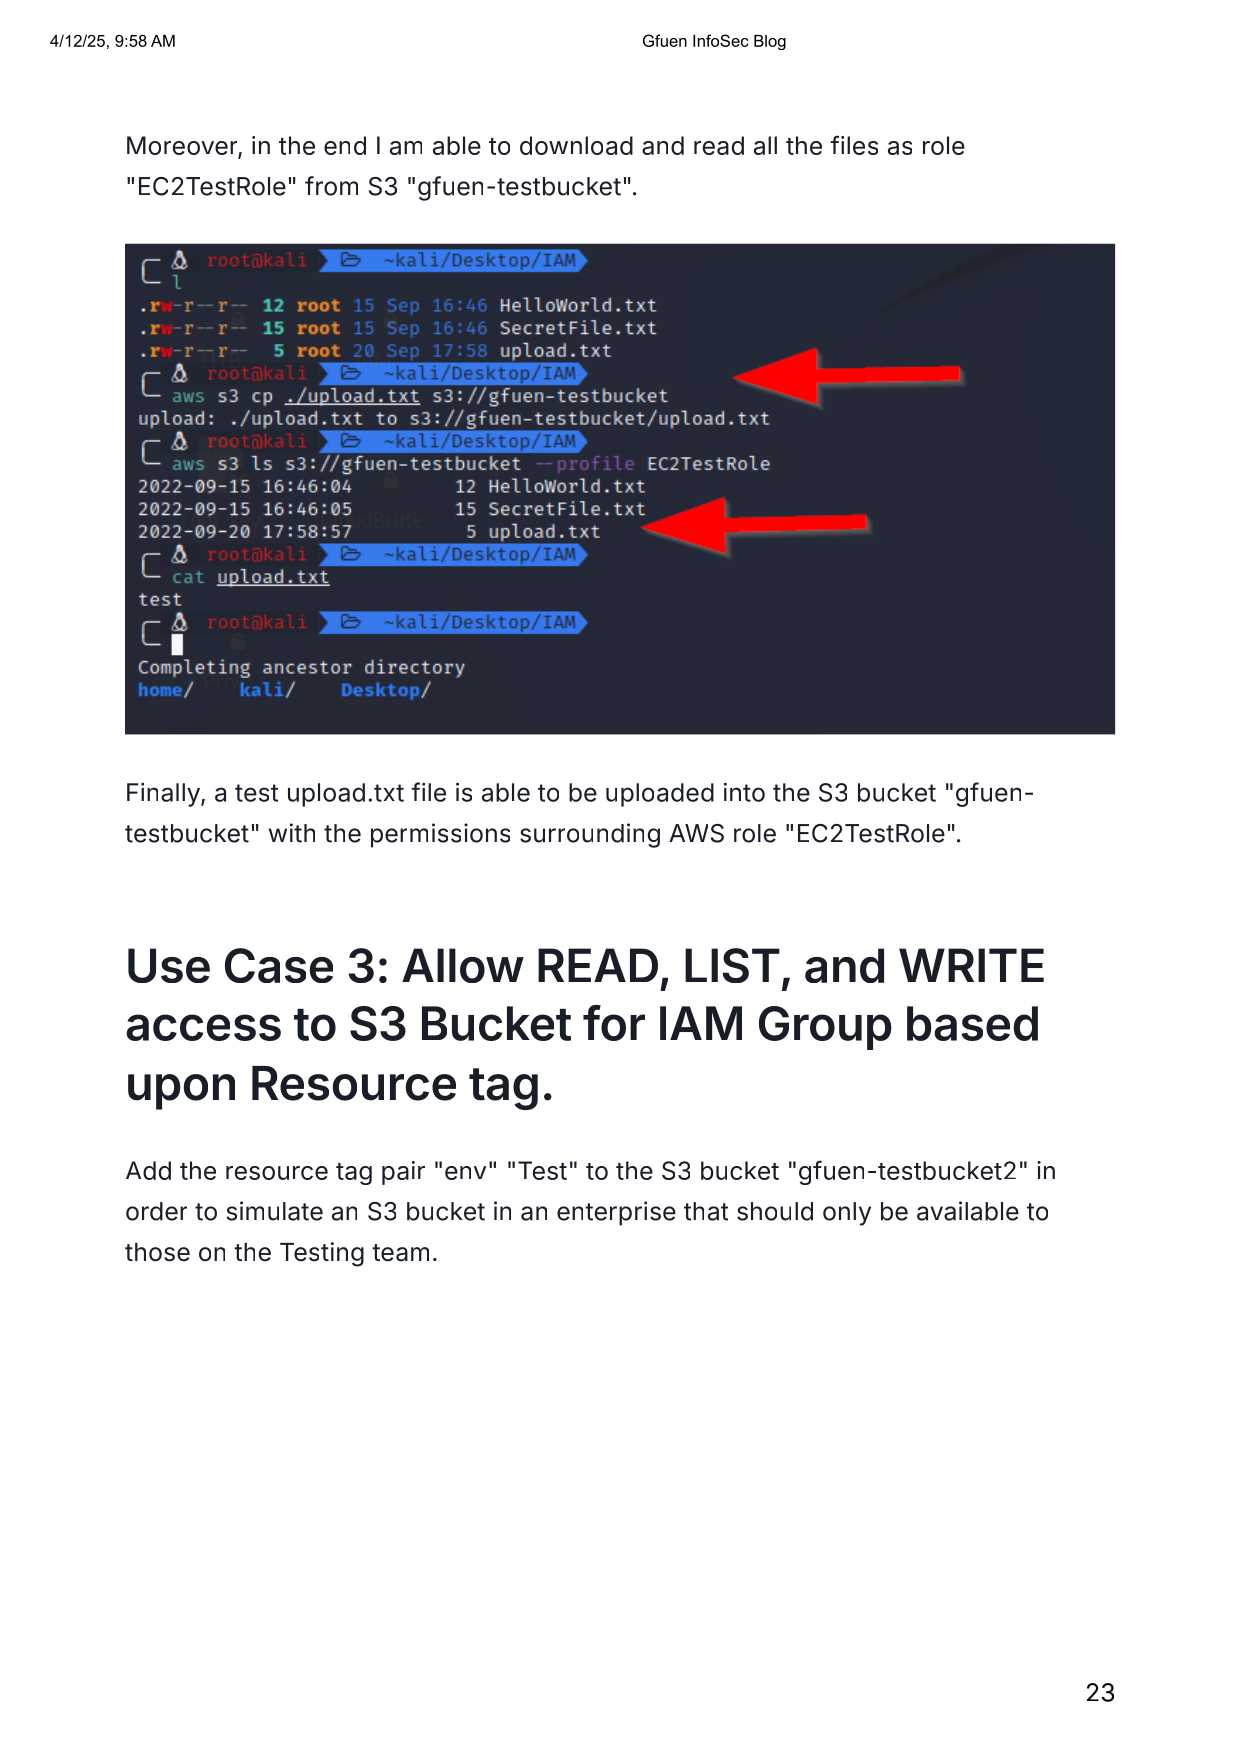 4/12/25, 9:58 AM Gfuen InfoSec Blog
Moreover, in the end I am able to download and read all the files as role
"EC2TestRole" from S3 "gfuen-testbucket".
root@kali ~kali/Desktop/IAM
l
.rw-r--r-- 12 root 15 Sep 16:46 HelloWorld.txt
.rw-r--r-- 15 root 15 Sep 16:46 SecretFile.txt
.rw-r--r-- 5 root 20 Sep 17:58 upload.txt
root@kali ~kali/Desktop/IAM
aws s3 cp ./upload.txt s3://gfuen-testbucket
upload: ./upload.txt to s3://gfuen-testbucket/upload.txt
root@kali ~kali/Desktop/IAM
aws s3 ls s3://gfuen-testbucket --profile EC2TestRole
2022-09-15 16:46:04 12 HelloWorld.txt
2022-09-15 16:46:05 15 SecretFile.txt
2022-09-20 17:58:57 5 upload.txt
root@kali ~kali/Desktop/IAM
cat upload.txt
test
root@kali ~kali/Desktop/IAM
Completing ancestor directory
home/ kali/ Desktop/
Finally, a test upload.txt file is able to be uploaded into the S3 bucket "gfuen-
testbucket" with the permissions surrounding AWS role "EC2TestRole".
Use Case 3: Allow READ, LIST, and WRITE
access to S3 Bucket for IAM Group based
upon Resource tag.
Add the resource tag pair "env" "Test" to the S3 bucket "gfuen-testbucket2" in
order to simulate an S3 bucket in an enterprise that should only be available to
those on the Testing team.
23